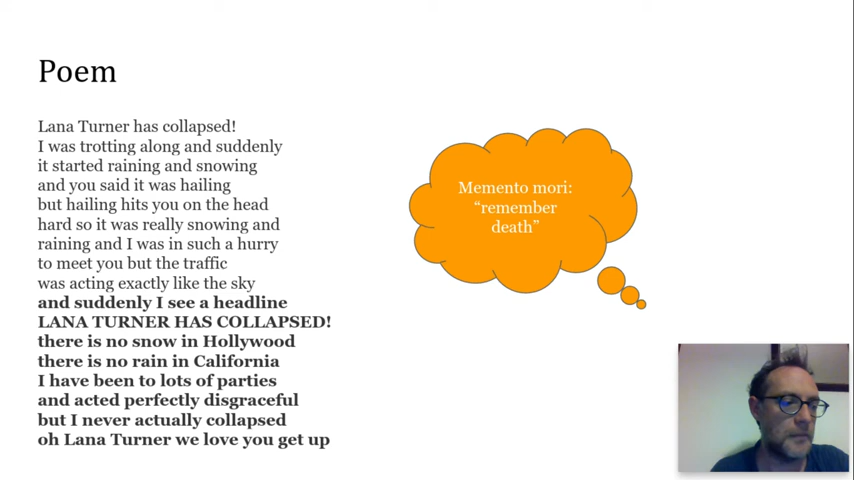 Poem
Lana Turner has collapsed!
I was trotting along and suddenly
it started raining and snowing
and you said it was hailing
but hailing hits you on the head
hard so it was really snowing and
raining and I was in such a hurry
to meet you but the traffic
was acting exactly like the sky
and suddenly I see a headline
LANA TURNER HAS COLLAPSED!
there is no snow in Hollywood
there is no rain in California
I have been to lots of parties
and acted perfectly disgraceful
but I never actually collapsed
oh Lana Turner we love you get up
Memento mori:
“remember
death”